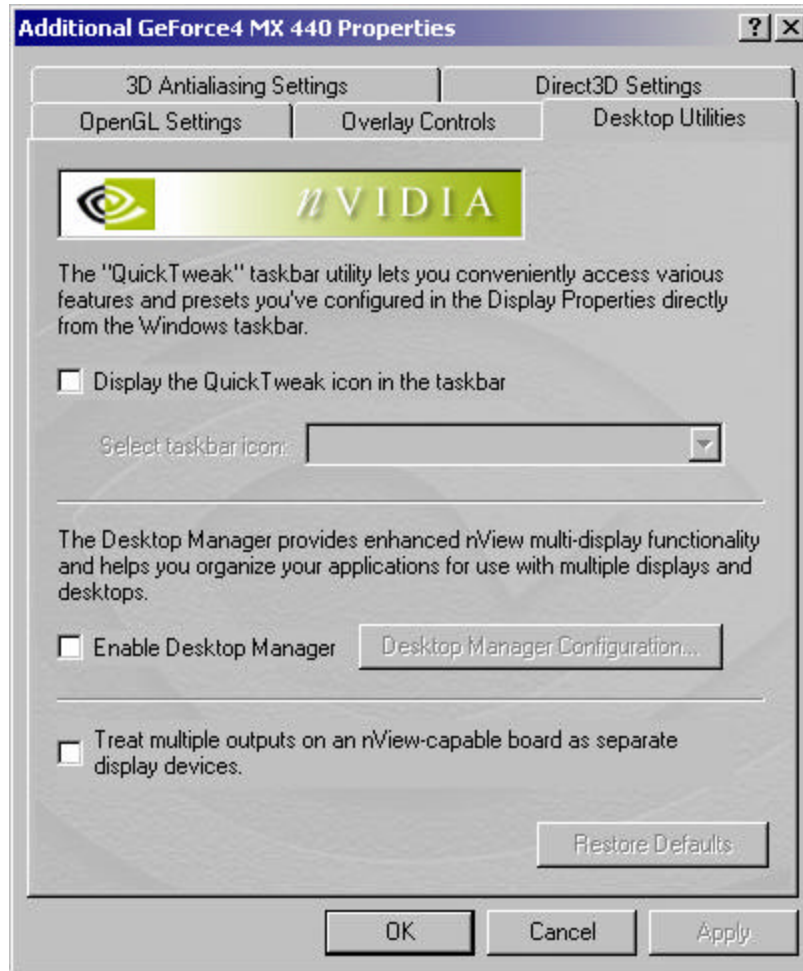 Additional GeForce4 MX 440 Properties
3D Antialiasing Settings
Direct3D Settings
OpenGL Settings
Overlay Controls
Desktop Utilities
nVIDIA
The "QuickTweak" taskbar utility lets you conveniently access various
features and presets you've configured in the Display Properties directly
from the Windows taskbar.
Display the QuickTweak icon in the taskbar
Select taskbar icon:
The Desktop Manager provides enhanced nView multi-display functionality
and helps you organize your applications for use with multiple displays and
desktops.
Enable Desktop Manager
Desktop Manager Configuration...
Treat multiple outputs on an nView-capable board as separate
display devices.
Restore Defaults
OK
Cancel
Apply